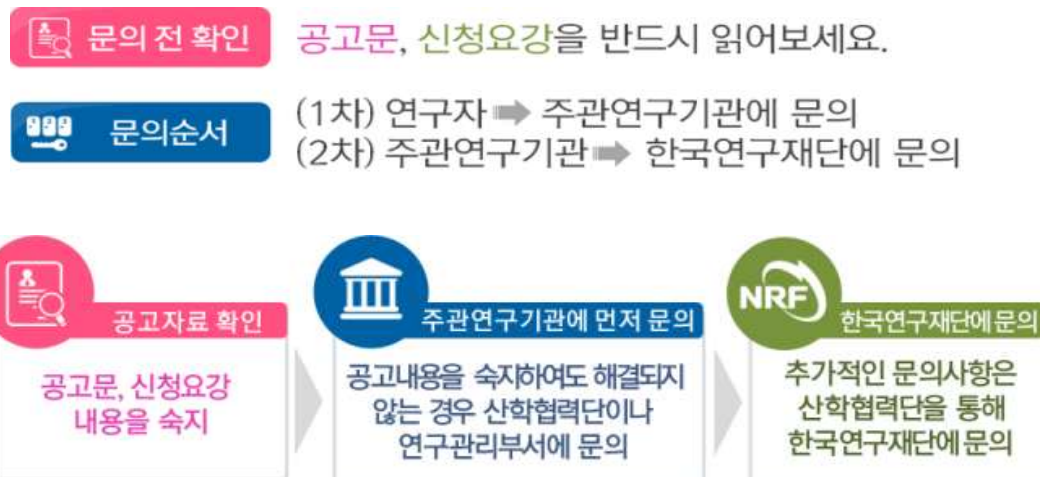 문의 전 확인 공고문, 신청요강을 반드시 읽어보세요.
문의순서
(1차) 연구자 ➡ 주관연구기관에 문의
(2차) 주관연구기관 ➡ 한국연구재단에 문의
공고자료 확인
공고문, 신청요강
내용을 숙지
주관연구기관에 먼저 문의
공고내용을 숙지하여도 해결되지
않는 경우 산학협력단이나
연구관리부서에 문의
NRF
한국연구재단에 문의
추가적인 문의사항은
산학협력단을 통해
한국연구재단에 문의